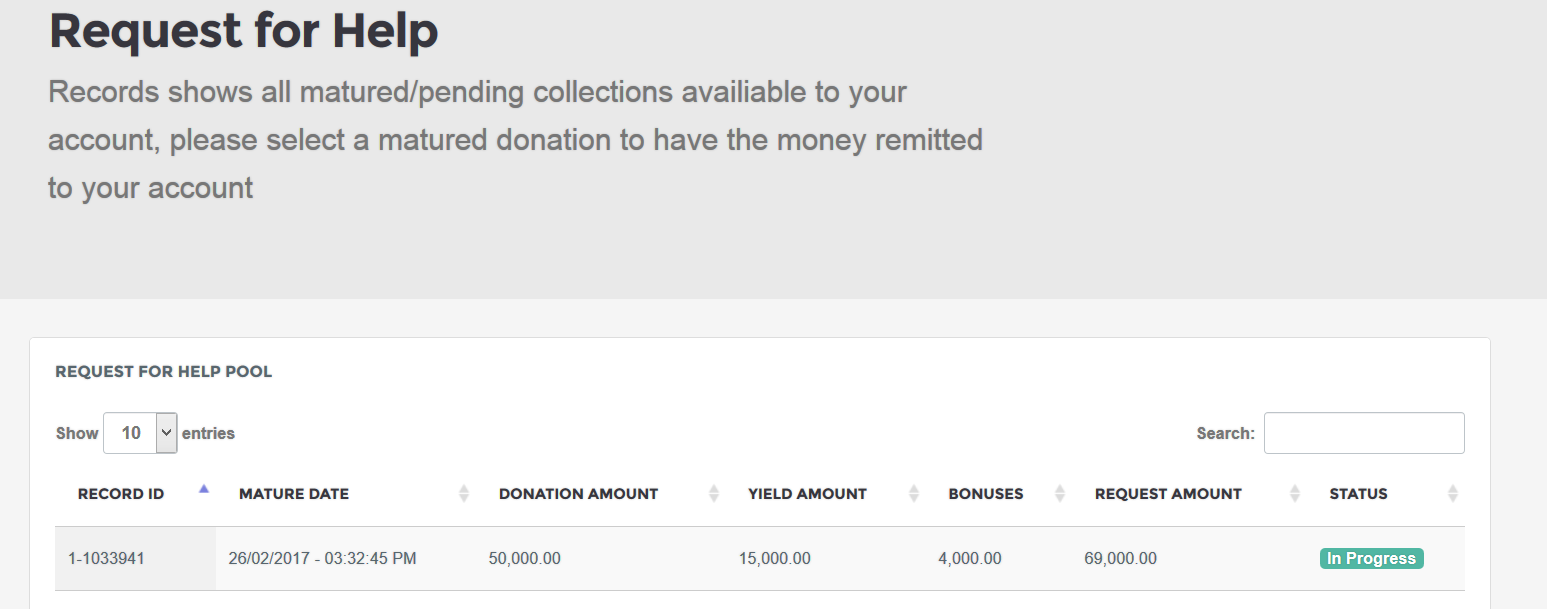 Request for Help
Records shows all matured/pending collections availiable to your
account, please select a matured donation to have the money remitted
to your account
REQUEST FOR HELP POOL
Show 10 entries Search:
RECORD ID MATURE DATE DONATION AMOUNT YIELD AMOUNT BONUSES REQUEST AMOUNT STATUS
1-1033941 26/02/2017 - 03:32:45 PM 50,000.00 15,000.00 4,000.00 69,000.00 In Progress